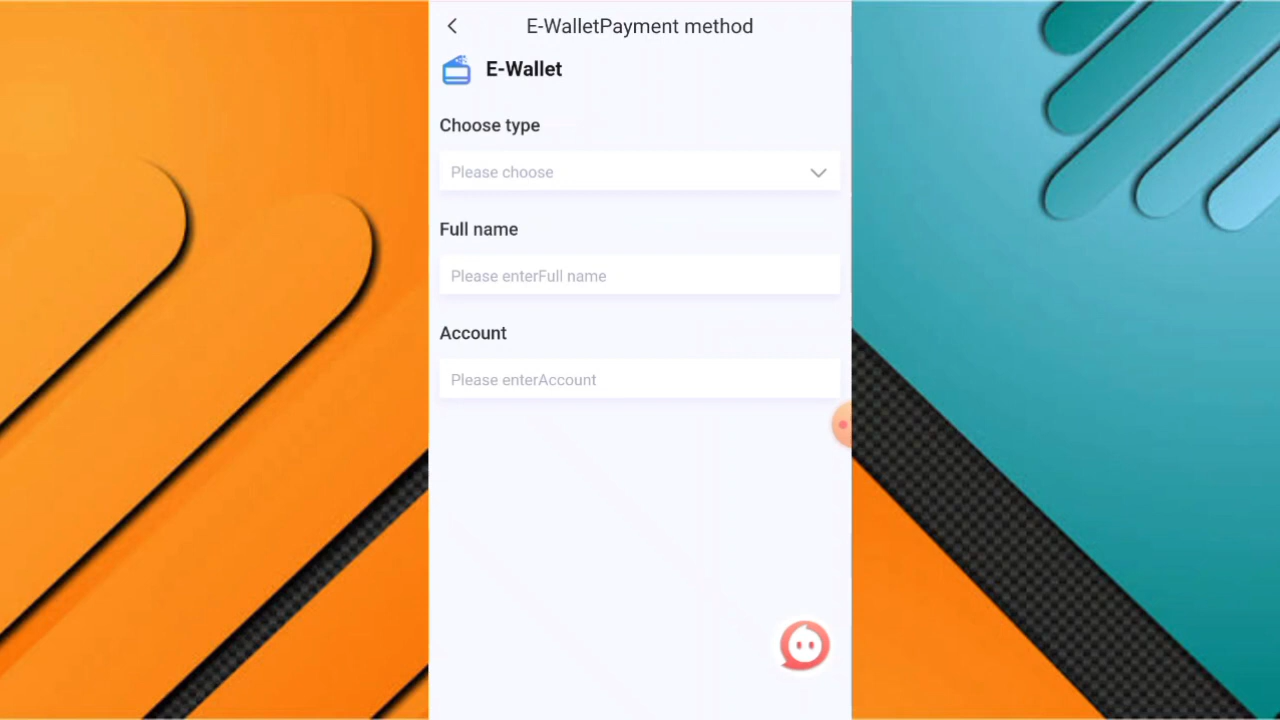 E-WalletPayment method
E-Wallet
Choose type
Please choose
Full name
Please enterFull name
Account
Please enterAccount